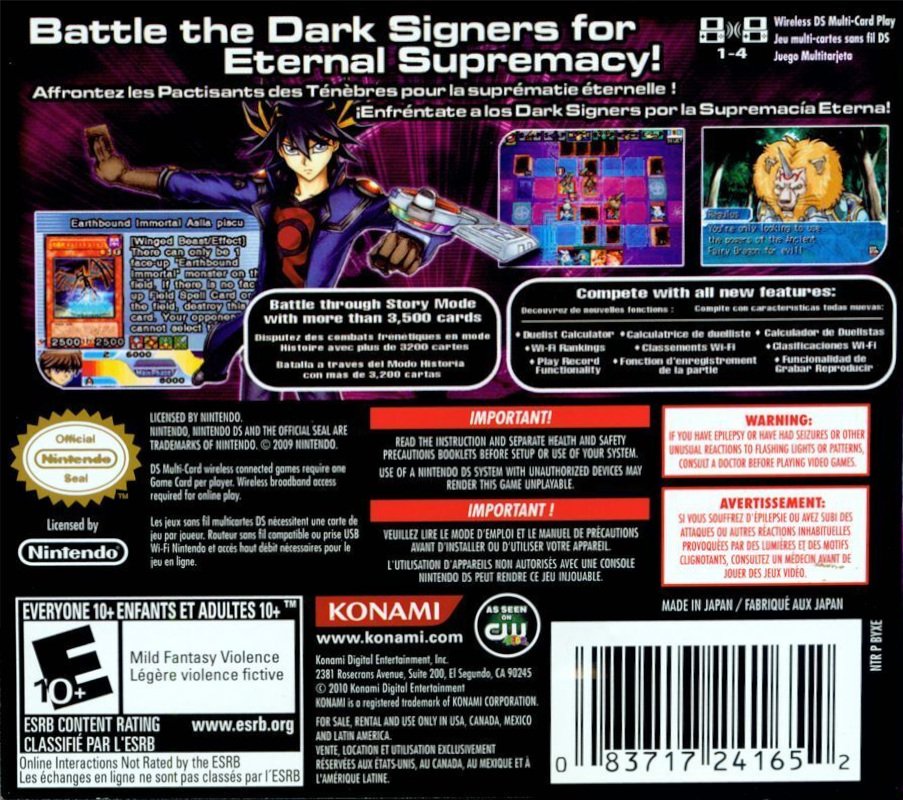 Battle the Dark Signers for
Eternal Supremacy!
Wireless DS Multi-Card Play
Jeu multi-cartes sans fil DS
Juego Multitarjeta
1-4
Affrontez les Pactisants des Ténèbres pour la suprématie éternelle !
¡Enfréntate a los Dark Signers por la Supremacía Eterna!
Earthbound Immortal Aslla piscu
[Winged Beast/Effect]
There can only be 1
face-up "Earthbound
Immortal" monster on th
field. If there is no fac
up Field Spell Card on
the field, destroy this
card. Your opponen
cannot select t
2500
2500
6000
Main Phase
8000
Regulus
You're only looking to use
the powers of the Ancient
Fairy Dragon for evil!
Battle through Story Mode
with more than 3,500 cards
Disputez des combats frénétiques en mode
Histoire avec plus de 3200 cartes
Batalla a través del Modo Historia
con más de 3,200 cartas
Compete with all new features:
Découvrez de nouvelles fonctions :
Compite con características todas nuevas:
• Duelist Calculator
• Wi-Fi Rankings
• Play Record
Functionality
• Calculatrice de duelliste
• Classements Wi-Fi
• Fonction d'enregistrement
de la partie
• Calculador de Duelistas
• Clasificaciones Wi-Fi
• Funcionalidad de
Grabar Reproducir
Official
Nintendo
Seal
TM
Licensed by
Nintendo
LICENSED BY NINTENDO.
NINTENDO, NINTENDO DS AND THE OFFICIAL SEAL ARE
TRADEMARKS OF NINTENDO. © 2009 NINTENDO.
DS Multi-Card wireless connected games require one
Game Card per player. Wireless broadband access
required for online play.
Les jeux sans fil multicartes DS nécessitent une carte de
jeu par joueur. Routeur sans fil compatible ou prise USB
Wi-Fi Nintendo et accès haut débit nécessaires pour le
jeu en ligne.
IMPORTANT!
READ THE INSTRUCTION AND SEPARATE HEALTH AND SAFETY
PRECAUTIONS BOOKLETS BEFORE SETUP OR USE OF YOUR SYSTEM.
USE OF A NINTENDO DS SYSTEM WITH UNAUTHORIZED DEVICES MAY
RENDER THIS GAME UNPLAYABLE.
IMPORTANT !
VEUILLEZ LIRE LE MODE D'EMPLOI ET LE MANUEL DE PRÉCAUTIONS
AVANT D'INSTALLER OU D'UTILISER VOTRE APPAREIL.
L'UTILISATION D'APPAREILS NON AUTORISÉS AVEC UNE CONSOLE
NINTENDO DS PEUT RENDRE CE JEU INJOUABLE.
WARNING:
IF YOU HAVE EPILEPSY OR HAVE HAD SEIZURES OR OTHER
UNUSUAL REACTIONS TO FLASHING LIGHTS OR PATTERNS,
CONSULT A DOCTOR BEFORE PLAYING VIDEO GAMES.
AVERTISSEMENT:
SI VOUS SOUFFREZ D'ÉPILEPSIE OU AVEZ SUBI DES
ATTAQUES OU AUTRES RÉACTIONS INHABITUELLES
PROVOQUÉES PAR DES LUMIÈRES ET DES MOTIFS
CLIGNOTANTS, CONSULTEZ UN MÉDECIN AVANT DE
JOUER DES JEUX VIDÉO.
EVERYONE 10+ ENFANTS ET ADULTES 10+ ™
E
10+
Mild Fantasy Violence
Légère violence fictive
ESRB CONTENT RATING www.esrb.org
CLASSIFIÉ PAR L'ESRB
Online Interactions Not Rated by the ESRB
Les échanges en ligne ne sont pas classés par l'ESRB
KONAMI
www.konami.com
AS SEEN
ON
CW
Konami Digital Entertainment, Inc.
2381 Rosecrans Avenue, Suite 200, El Segundo, CA 90245
© 2010 Konami Digital Entertainment
KONAMI is a registered trademark of KONAMI CORPORATION.
FOR SALE, RENTAL AND USE ONLY IN USA, CANADA, MEXICO
AND LATIN AMERICA.
VENTE, LOCATION ET UTILISATION EXCLUSIVEMENT
RÉSERVÉES AUX ÉTATS-UNIS, AU CANADA, AU MEXIQUE ET À
L'AMÉRIQUE LATINE.
MADE IN JAPAN / FABRIQUÉ AUX JAPAN
NTR P BYXE
0 83717 24165 2